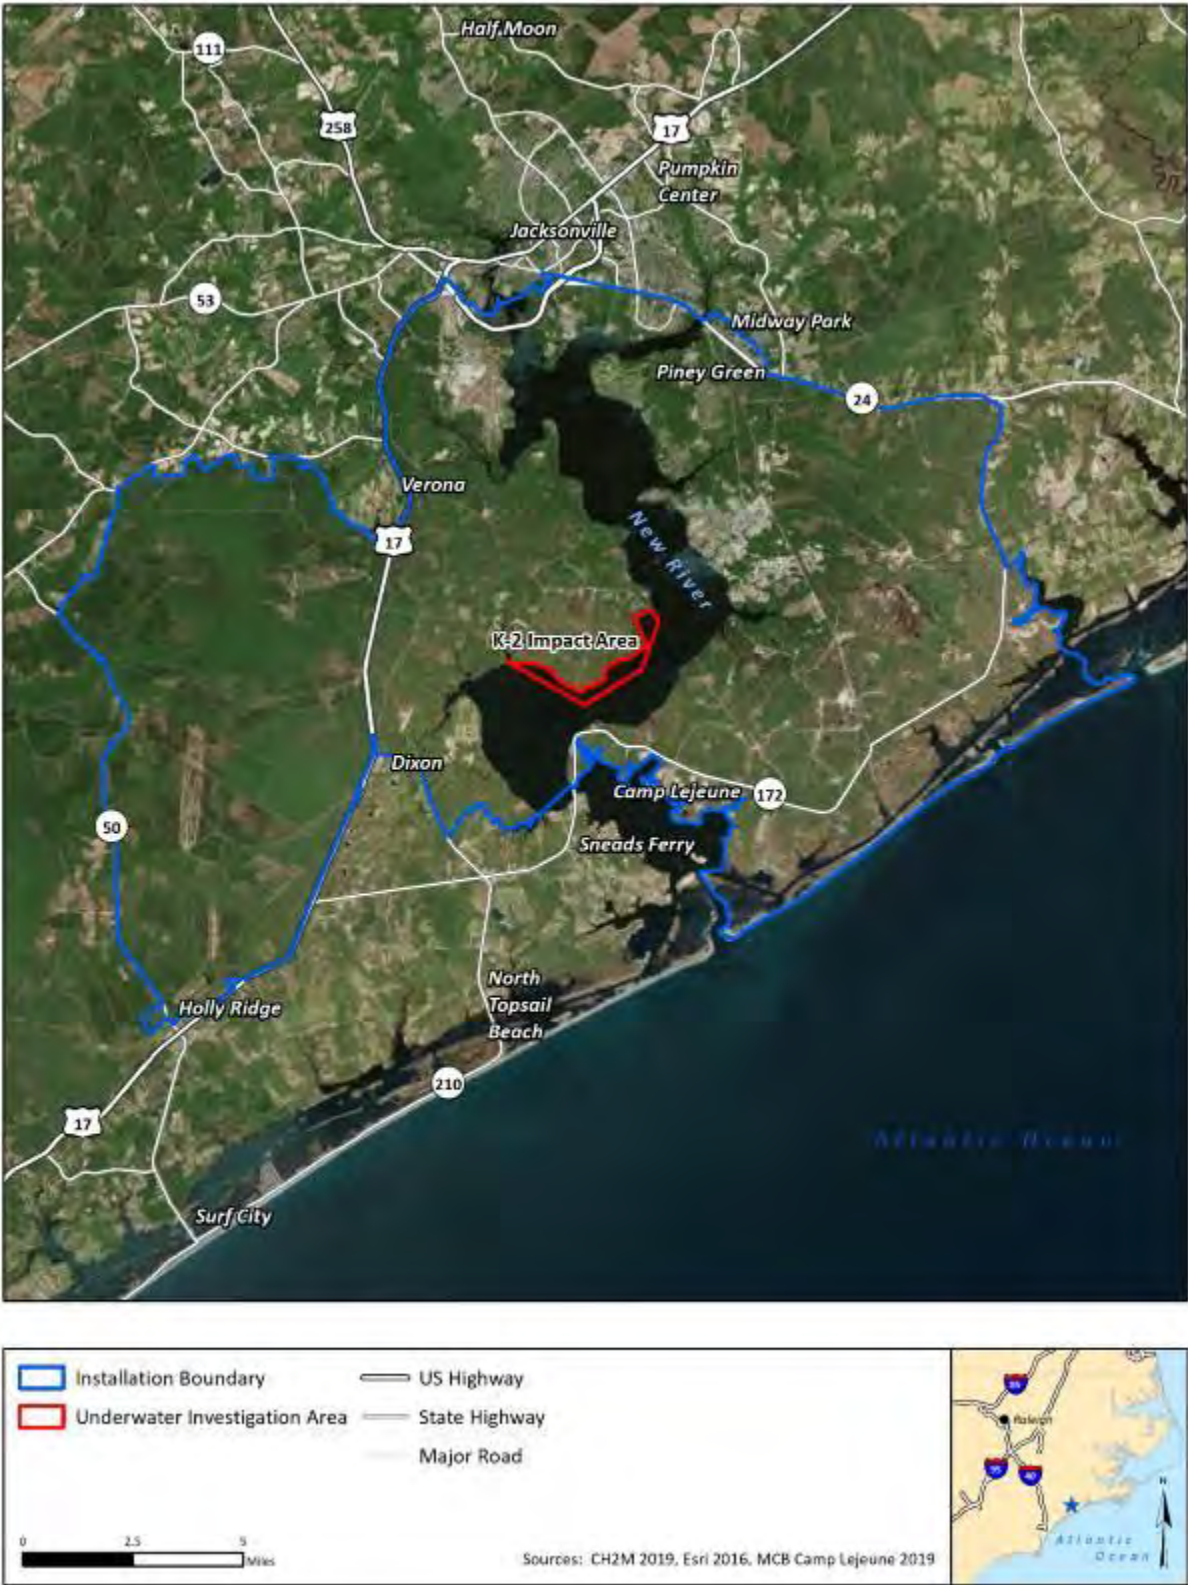 Half Moon
111
258
17
Pumpkin
Center
Jacksonville
53
Midway Park
Piney Green
24
Verona
17
New River
K-2 Impact Area
Dixon
Camp Lejeune
172
50
Sneads Ferry
North
Topsail
Beach
Holly Ridge
210
17
Atlantic Ocean
Surf City
Installation Boundary
US Highway
Underwater Investigation Area
State Highway
Major Road
0 2.5 5
Miles
Sources: CH2M 2019, Esri 2016, MCB Camp Lejeune 2019
Raleigh
95
40
N
Atlantic
Ocean